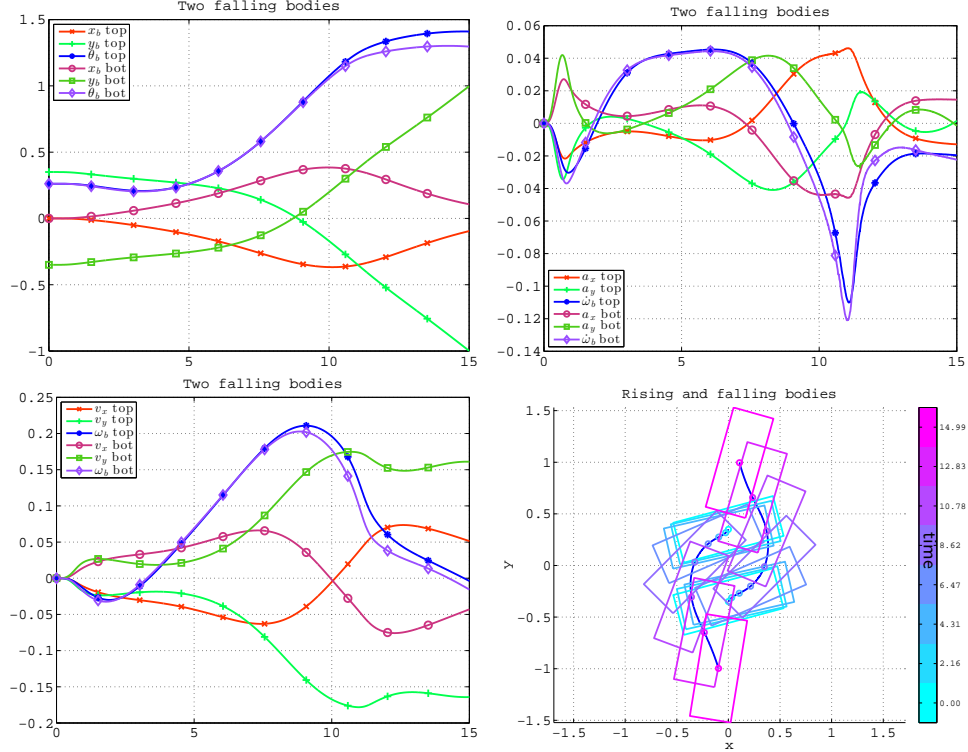 Two falling bodies
1.5
1
0.5
0
−0.5
−1
0
5
10
15
x_b top
y_b top
θ_b top
x_b bot
y_b bot
θ_b bot
Two falling bodies
0.06
0.04
0.02
0
−0.02
−0.04
−0.06
−0.08
−0.1
−0.12
−0.14
0
5
10
15
a_x top
a_y top
ω̇_b top
a_x bot
a_y bot
ω̇_b bot
Two falling bodies
0.25
0.2
0.15
0.1
0.05
0
−0.05
−0.1
−0.15
−0.2
0
5
10
15
v_x top
v_y top
ω_b top
v_x bot
v_y bot
ω_b bot
Rising and falling bodies
1.5
1
0.5
0
−0.5
−1
−1.5
y
−1.5
−1
−0.5
0
0.5
1
1.5
x
14.99
12.85
10.78
8.62
6.47
4.31
2.16
0.00
time